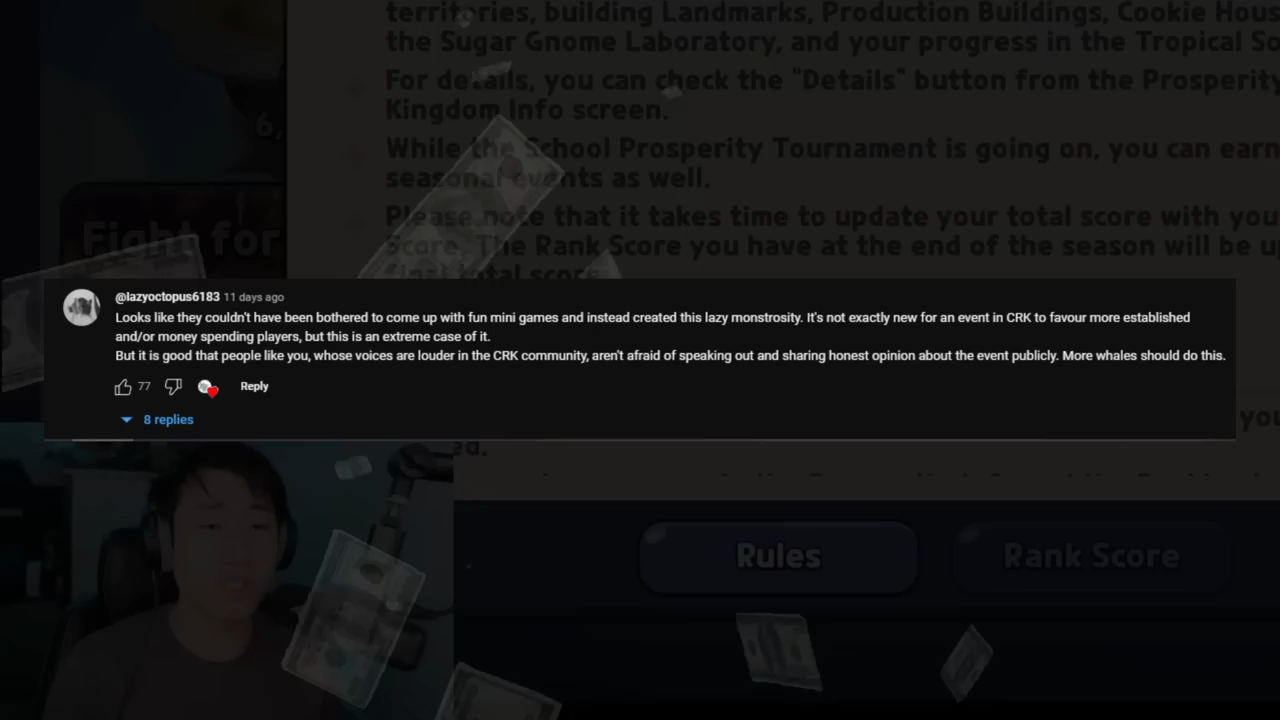 territories, building Landmarks, Production Buildings, Cookie
the Sugar Gnome Laboratory, and your progress in the Tropical
For details, you can check the "Details" button from the Prosperity
Kingdom Info screen.
6,
While the School Prosperity Tournament is going on, you can earn
seasonal events as well.
Please note that it takes time to update your total score with
Fight for
Score. The Rank Score you have at the end of the season will be
final total score.
@lazyoctopus6183 11 days ago
Looks like they couldn't have been bothered to come up with fun mini games and instead created this lazy monstrosity. It's not exactly new for an event in CRK to favour more established
and/or money spending players, but this is an extreme case of it.
But it is good that people like you, whose voices are louder in the CRK community, aren't afraid of speaking out and sharing honest opinion about the event publicly. More whales should do this.
77 Reply
8 replies
Rules
Rank Score